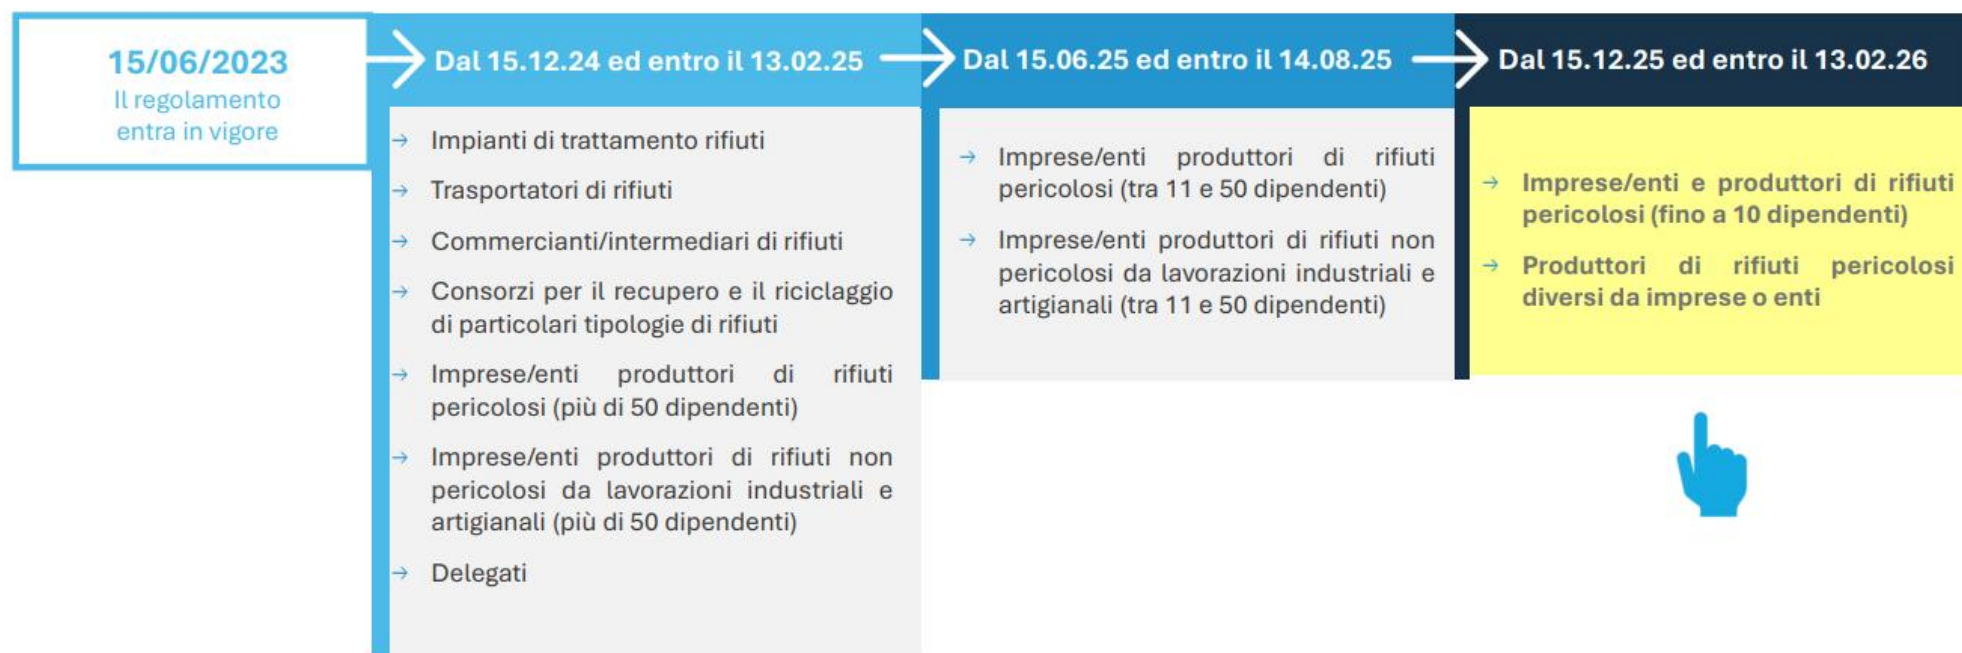 15/06/2023
Il regolamento
entra in vigore
Dal 15.12.24 ed entro il 13.02.25
→ Impianti di trattamento rifiuti
→ Trasportatori di rifiuti
→ Commercianti/intermediari di rifiuti
→ Consorzi per il recupero e il riciclaggio
di particolari tipologie di rifiuti
→ Imprese/enti produttori di rifiuti
pericolosi (più di 50 dipendenti)
→ Imprese/enti produttori di rifiuti non
pericolosi da lavorazioni industriali e
artigianali (più di 50 dipendenti)
→ Delegati
Dal 15.06.25 ed entro il 14.08.25
→ Imprese/enti produttori di rifiuti
pericolosi (tra 11 e 50 dipendenti)
→ Imprese/enti produttori di rifiuti non
pericolosi da lavorazioni industriali e
artigianali (tra 11 e 50 dipendenti)
Dal 15.12.25 ed entro il 13.02.26
→ Imprese/enti e produttori di rifiuti
pericolosi (fino a 10 dipendenti)
→ Produttori di rifiuti pericolosi
diversi da imprese o enti